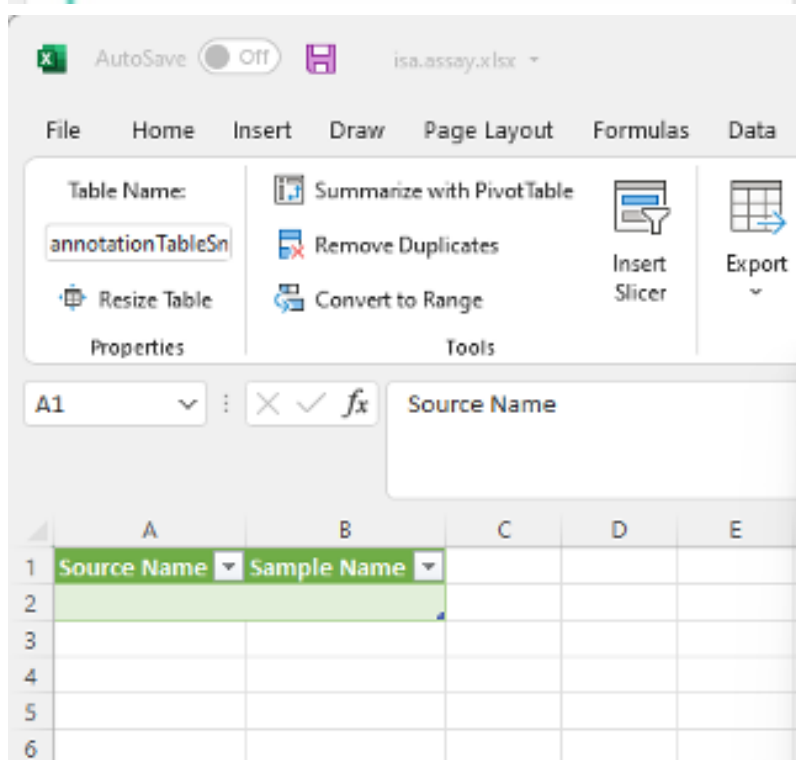 AutoSave Off isa.assay.xlsx
File Home Insert Draw Page Layout Formulas Data
Table Name:
annotationTableSn
Resize Table
Properties
Summarize with PivotTable
Remove Duplicates
Convert to Range
Tools
Insert
Slicer
Export
A1 fx Source Name
A B C D E
1 Source Name Sample Name
2
3
4
5
6